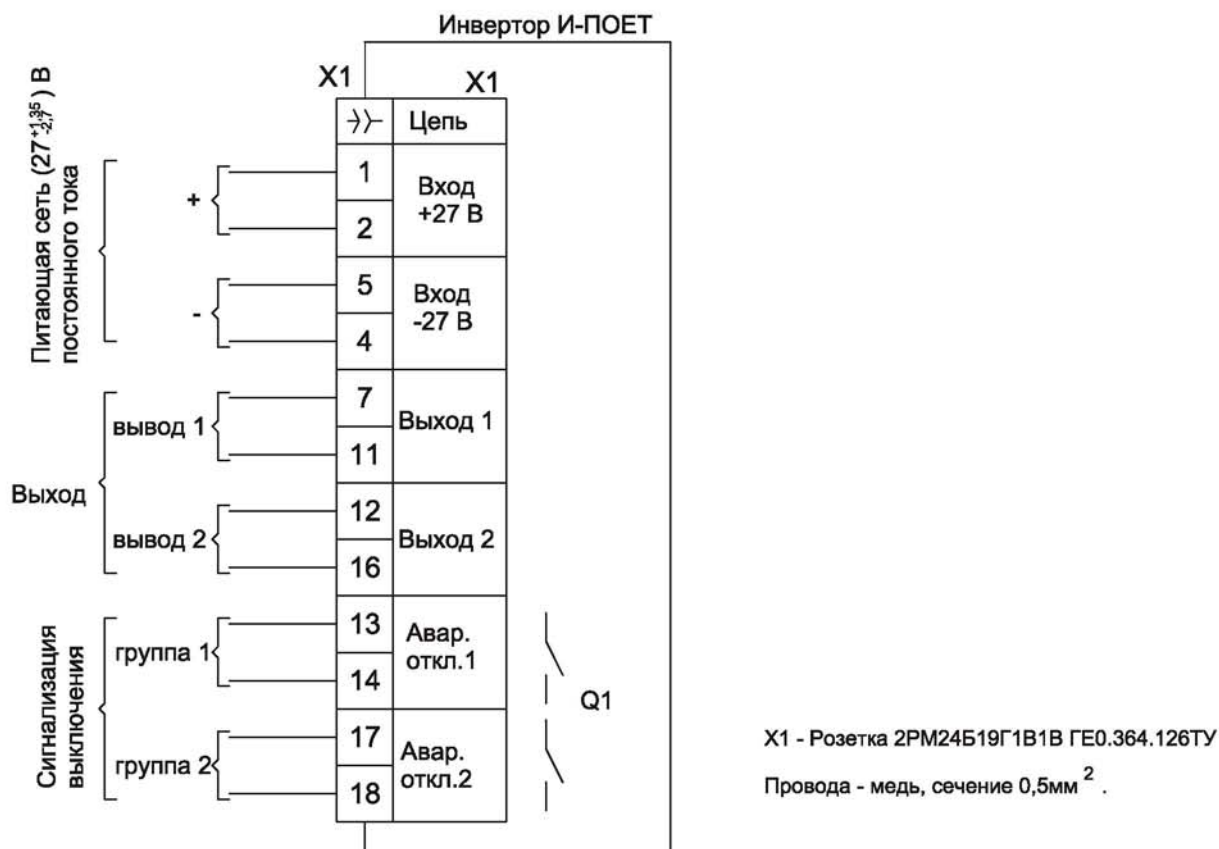 Инвертор И-ПОЕТ
X1
X1
Цепь
Питающая сеть (27 +1,35 -2,7 ) В
постоянного тока
+
1
2
Вход
+27 В
-
5
4
Вход
-27 В
Выход
вывод 1
7
11
Выход 1
вывод 2
12
16
Выход 2
Сигнализация
выключения
группа 1
13
14
Авар.
откл.1
группа 2
17
18
Авар.
откл.2
Q1
X1 - Розетка 2РМ24Б19Г1В1В ГЕ0.364.126ТУ
Провода - медь, сечение 0,5мм 2 .